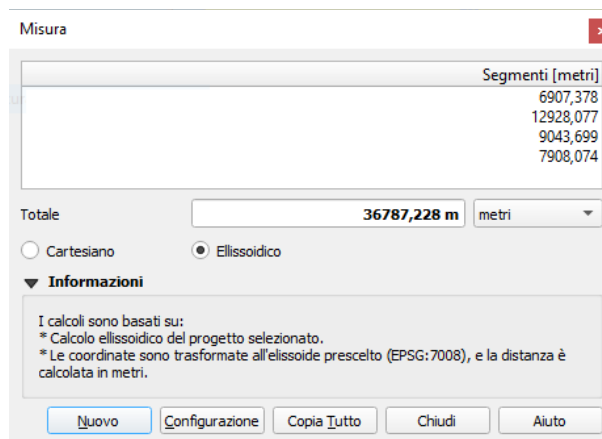 Misura
Segmenti [metri]
6907,378
12928,077
9043,699
7908,074
Totale 36787,228 m metri
Cartesiano Ellissoidico
Informazioni
I calcoli sono basati su:
* Calcolo ellissoidico del progetto selezionato.
* Le coordinate sono trasformate all'elissoide prescelto (EPSG:7008), e la distanza è
calcolata in metri.
Nuovo Configurazione Copia Tutto Chiudi Aiuto